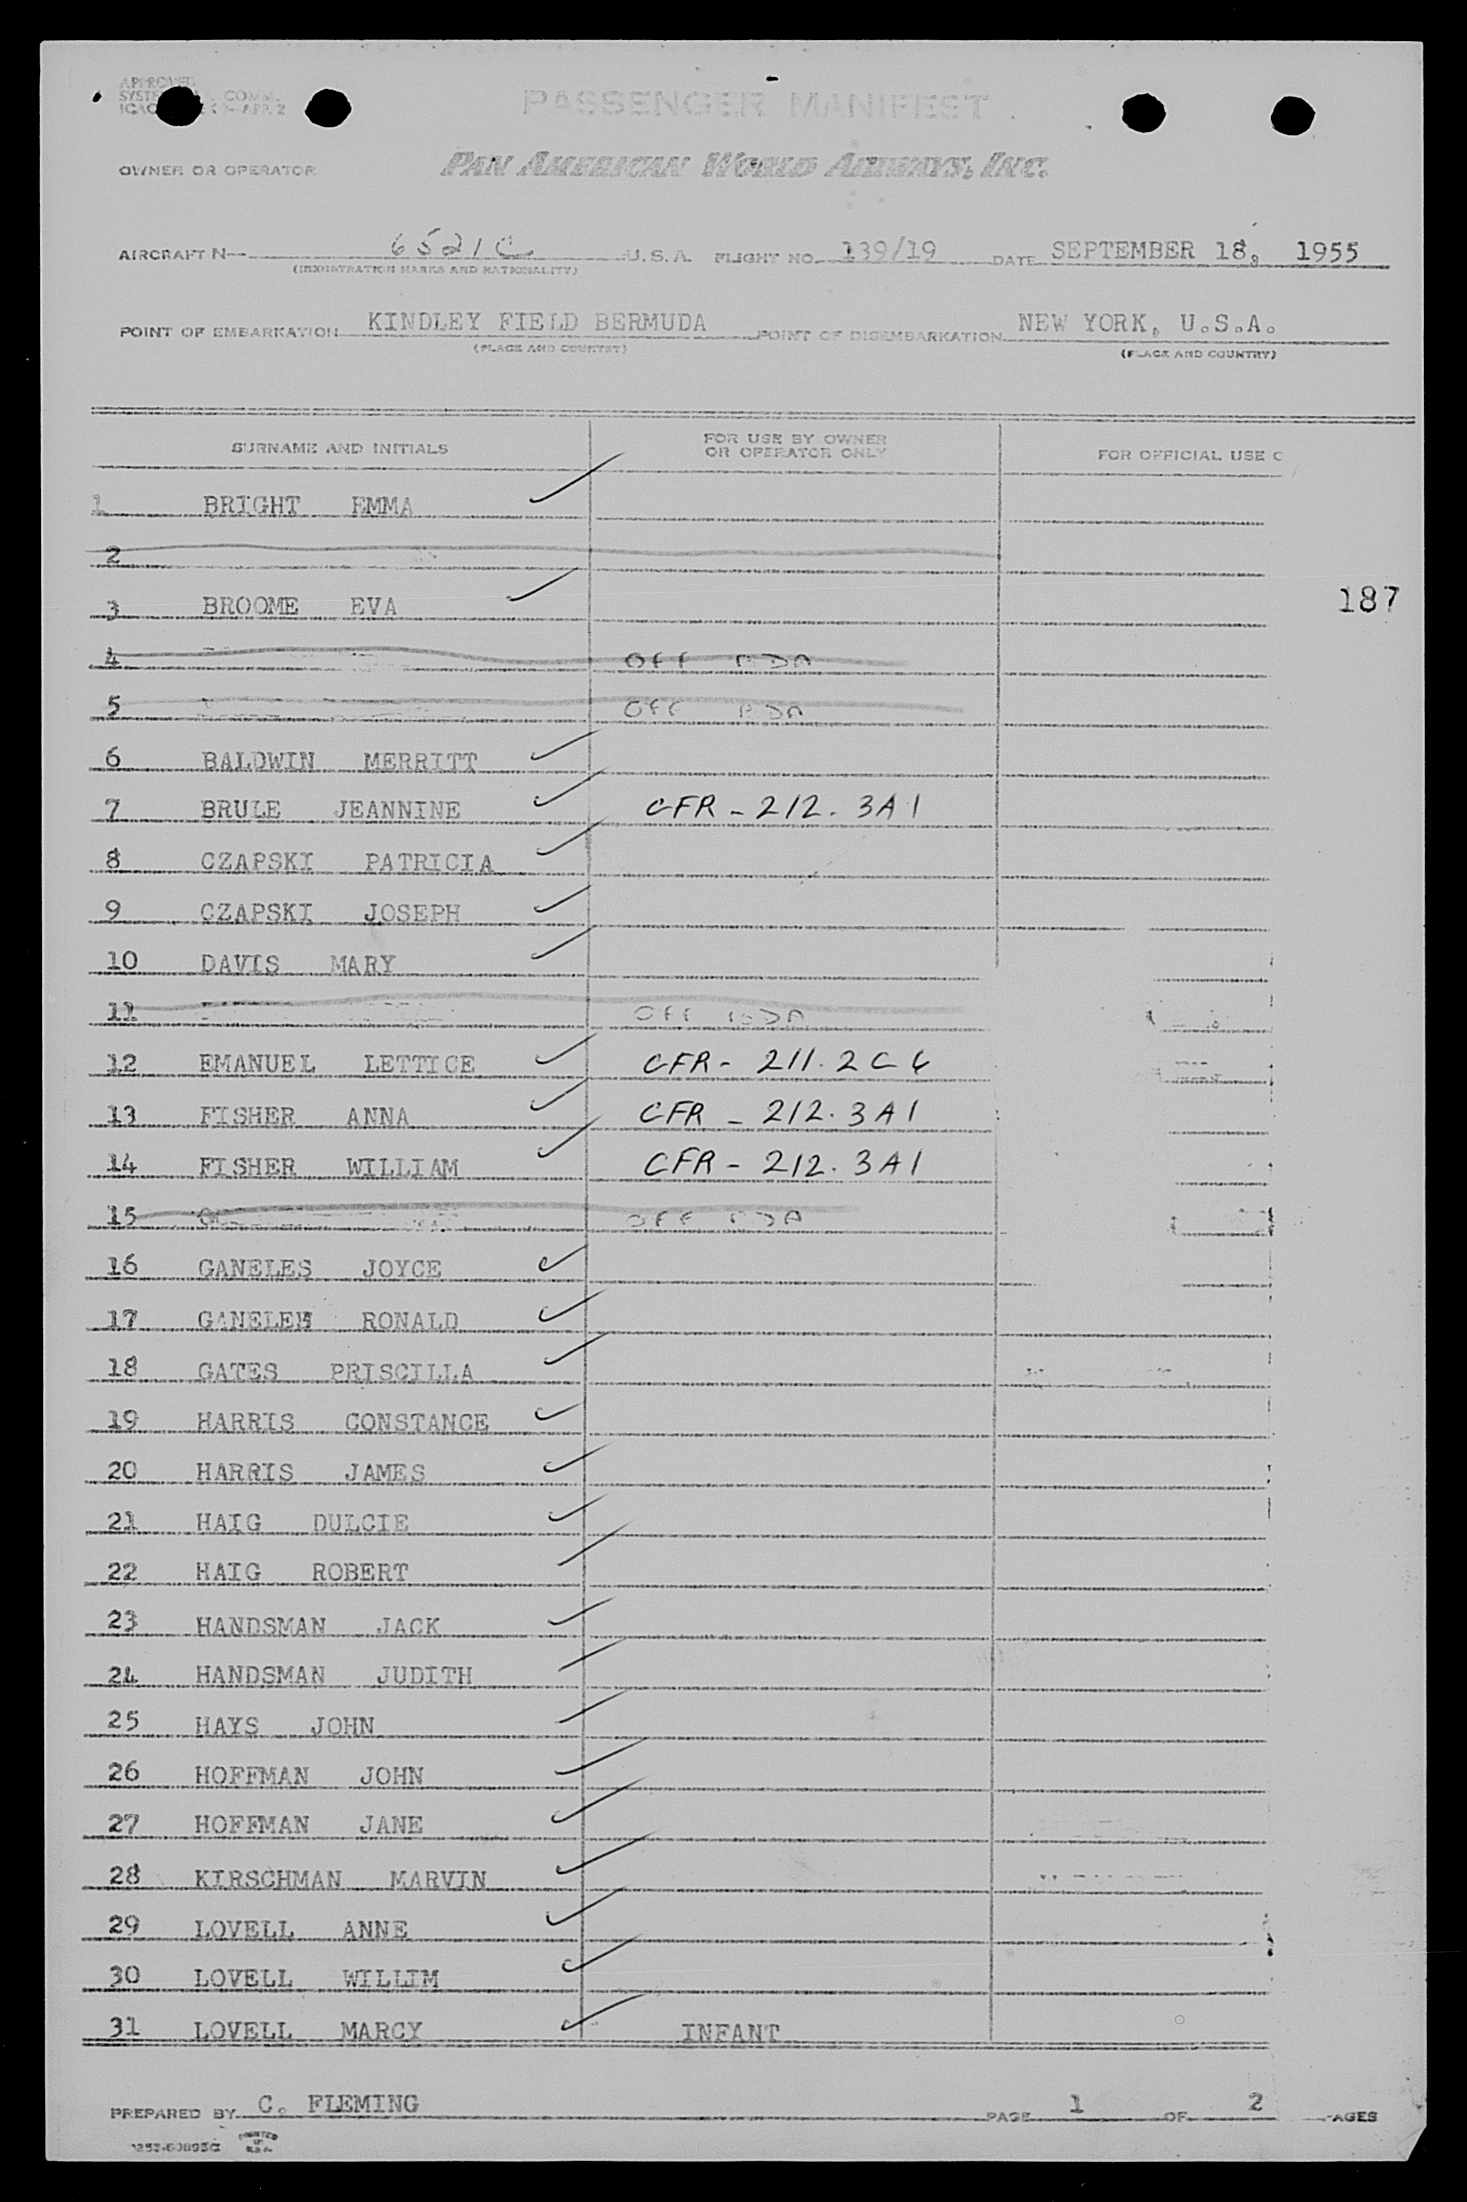 APPROVED
COMM.
PASSENGER MANIFEST
OWNER OR OPERATOR PAN AMERICAN WORLD AIRWAYS, INC.
AIRCRAFT N— 6521C U.S.A. FLIGHT NO. 139/19 DATE SEPTEMBER 18, 1955
(REGISTRATION MARKS AND NATIONALITY)
POINT OF EMBARKATION KINDLEY FIELD BERMUDA POINT OF DISEMBARKATION NEW YORK, U.S.A.
(PLACE AND COUNTRY) (PLACE AND COUNTRY)
SURNAME AND INITIALS FOR USE BY OWNER OR OPERATOR ONLY FOR OFFICIAL USE O
1 BRIGHT EMMA
2
187
3 BROOME EVA
4 OFF BDA
5 OFF BDA
6 BALDWIN MERRITT
7 BRULE JEANNINE CFR - 212. 3A1
8 CZAPSKI PATRICIA
9 CZAPSKI JOSEPH
10 DAVIS MARY
11 OFF BDA
12 EMANUEL LETTICE CFR - 211. 2C6
13 FISHER ANNA CFR - 212. 3A1
14 FISHER WILLIAM CFR - 212. 3A1
15 OFF BDA
16 GANELES JOYCE
17 GANELES RONALD
18 GATES PRISCILLA
19 HARRIS CONSTANCE
20 HARRIS JAMES
21 HAIG DULCIE
22 HAIG ROBERT
23 HANDSMAN JACK
24 HANDSMAN JUDITH
25 HAYS JOHN
26 HOFFMAN JOHN
27 HOFFMAN JANE
28 KIRSCHMAN MARVIN
29 LOVELL ANNE
30 LOVELL WILLIM
31 LOVELL MARCY INFANT
PREPARED BY C. FLEMING PAGE 1 OF 2 AGES
PRINTED IN U.S.A.